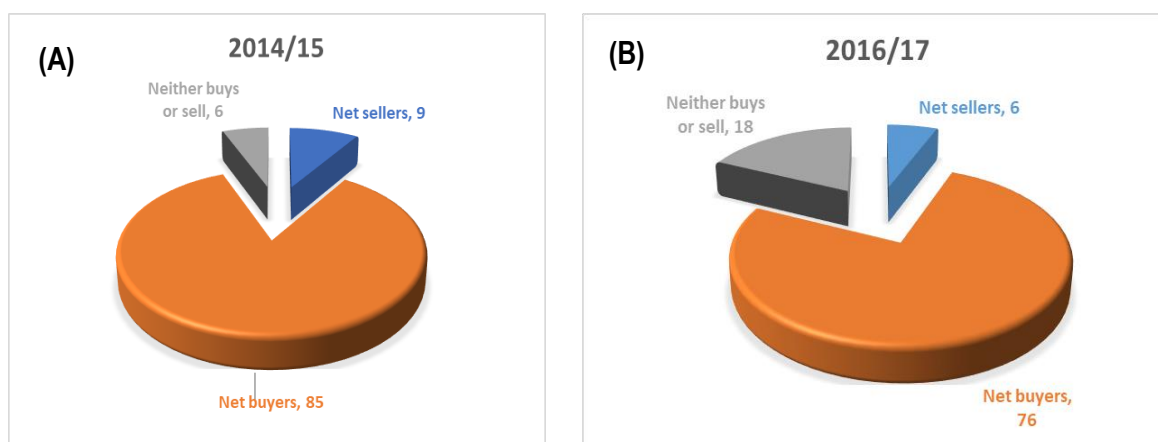 (A)
2014/15
Neither buys
or sell, 6
Net sellers, 9
Net buyers, 85
(B)
2016/17
Neither buys
or sell, 18
Net sellers, 6
Net buyers,
76